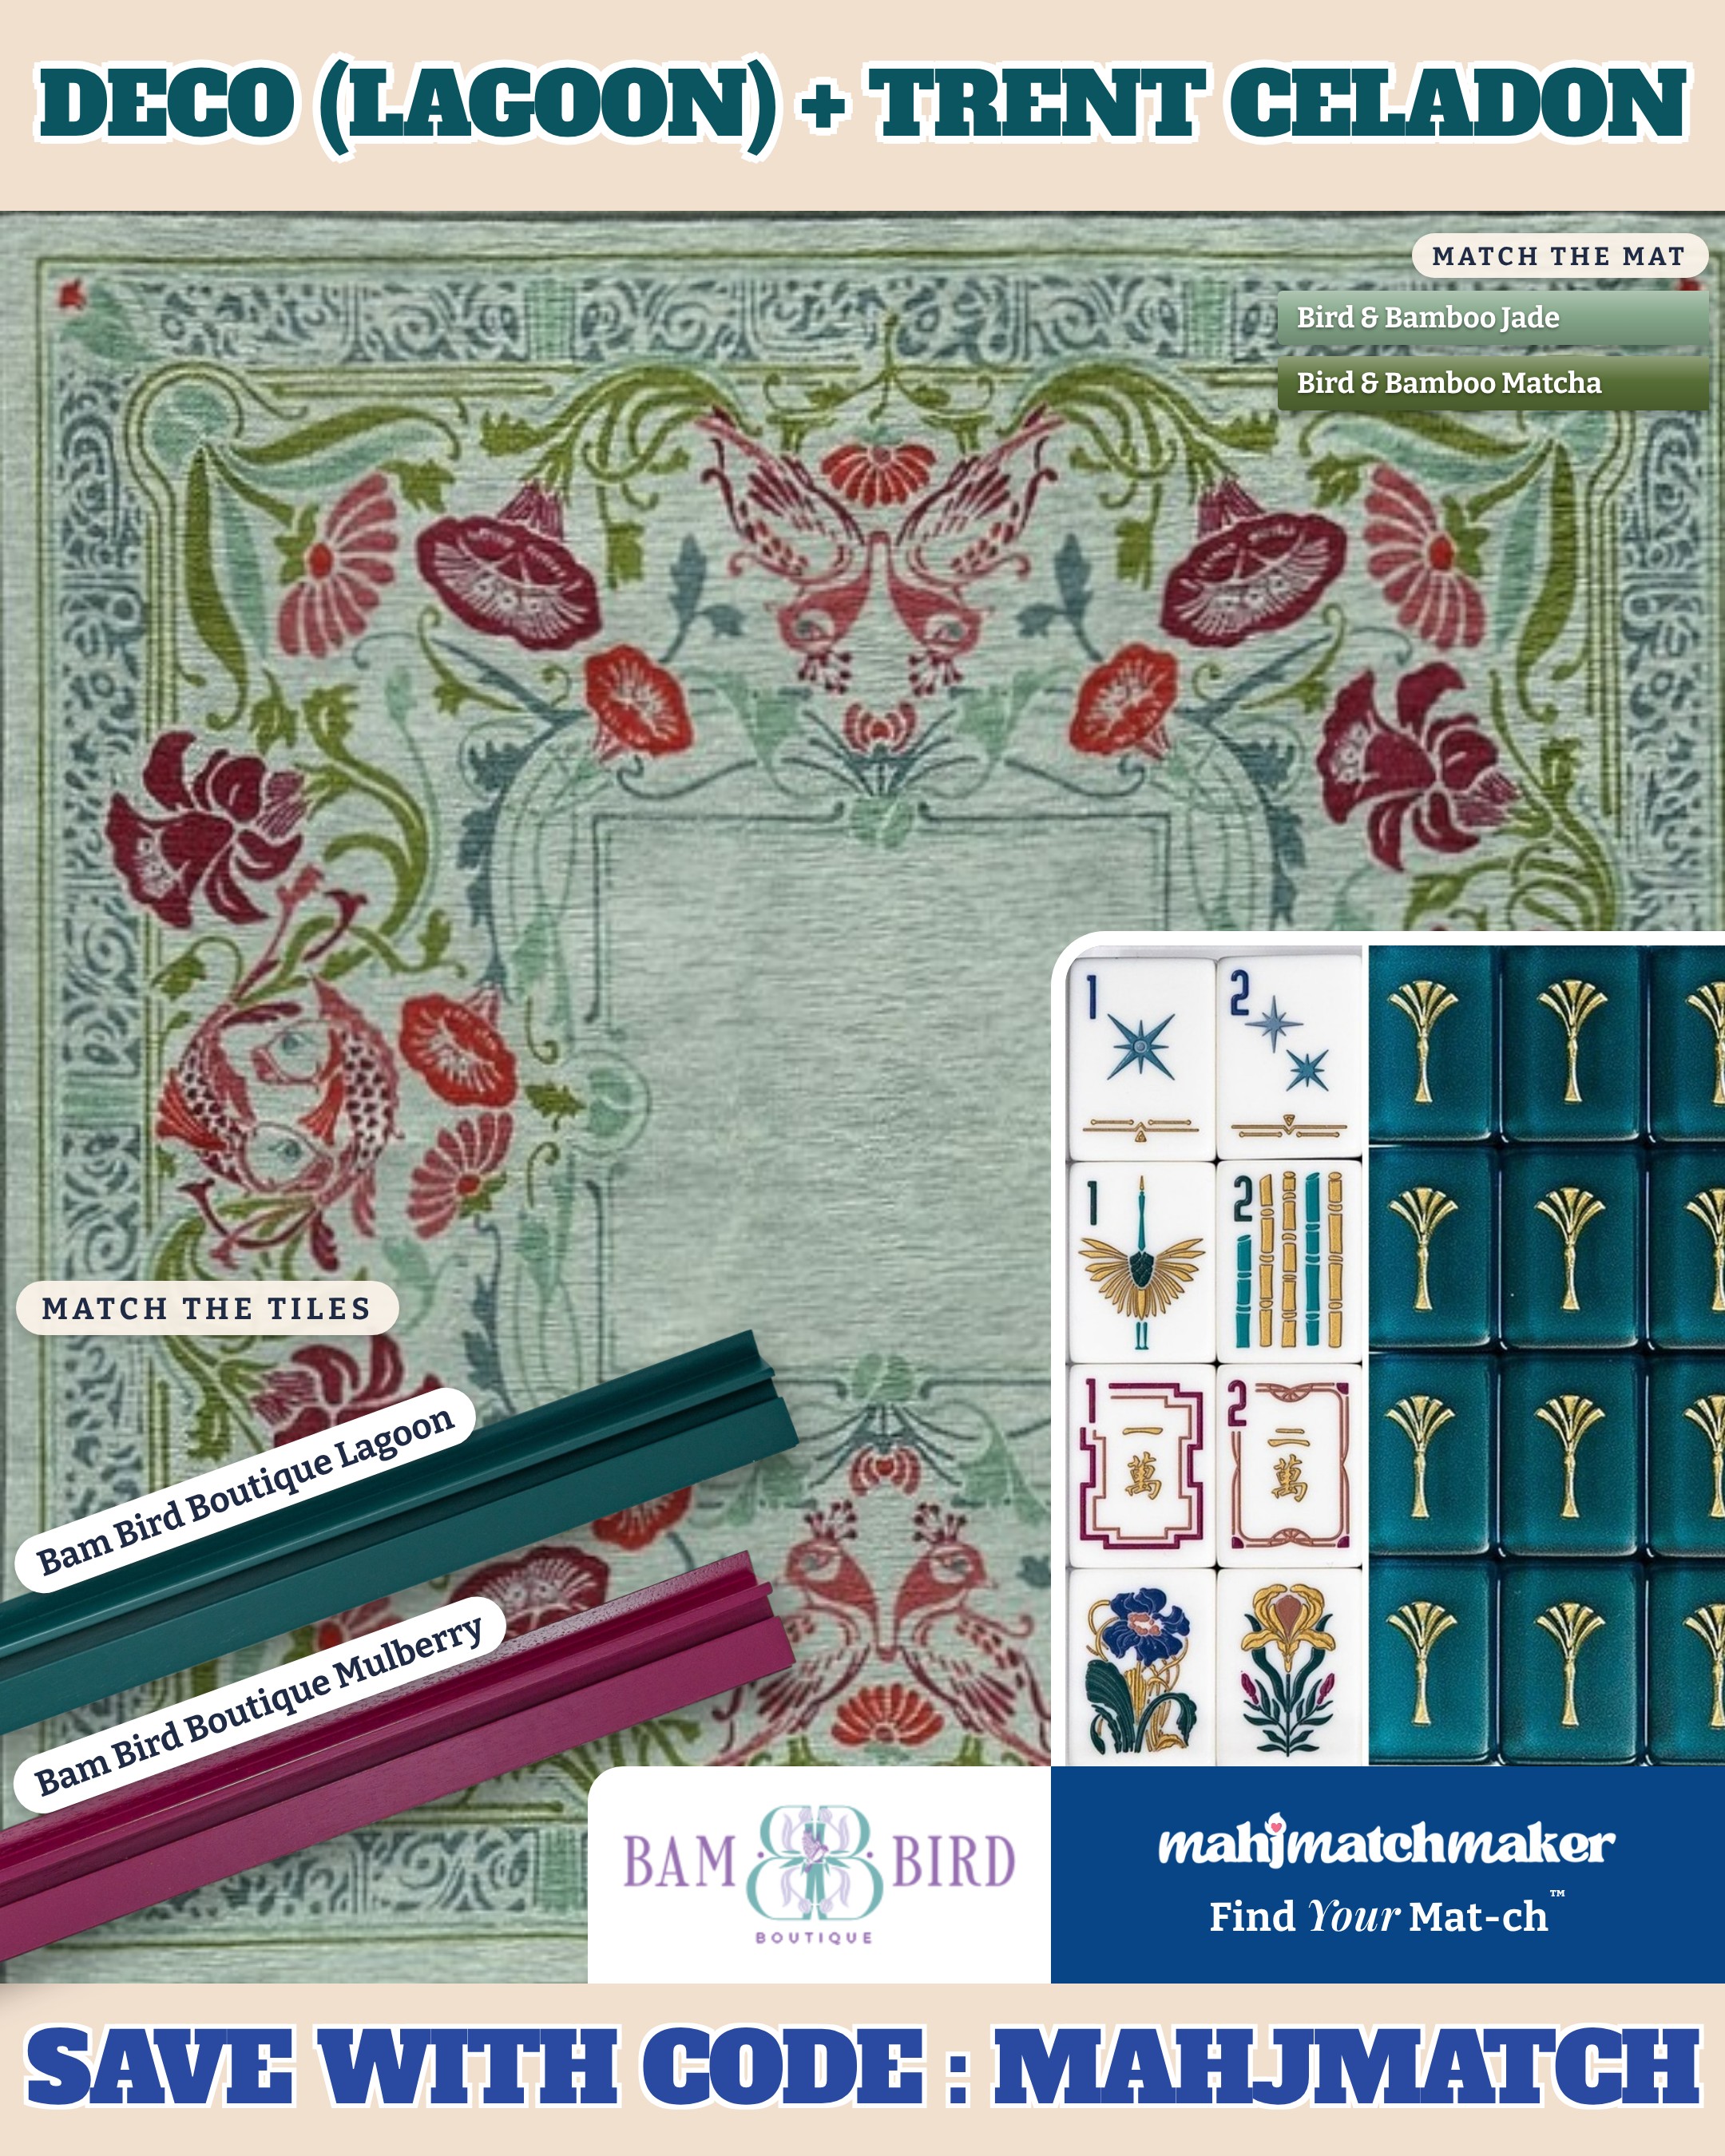 DECO (LAGOON) + TRENT CELADON
MATCH THE MAT
Bird & Bamboo Jade
Bird & Bamboo Matcha
1
2
1
2
1
一
萬
2
二
萬
MATCH THE TILES
Bam Bird Boutique Lagoon
Bam Bird Boutique Mulberry
BAM BIRD
BOUTIQUE
mahjmatchmaker
Find Your Mat-ch™
SAVE WITH CODE : MAHJMATCH